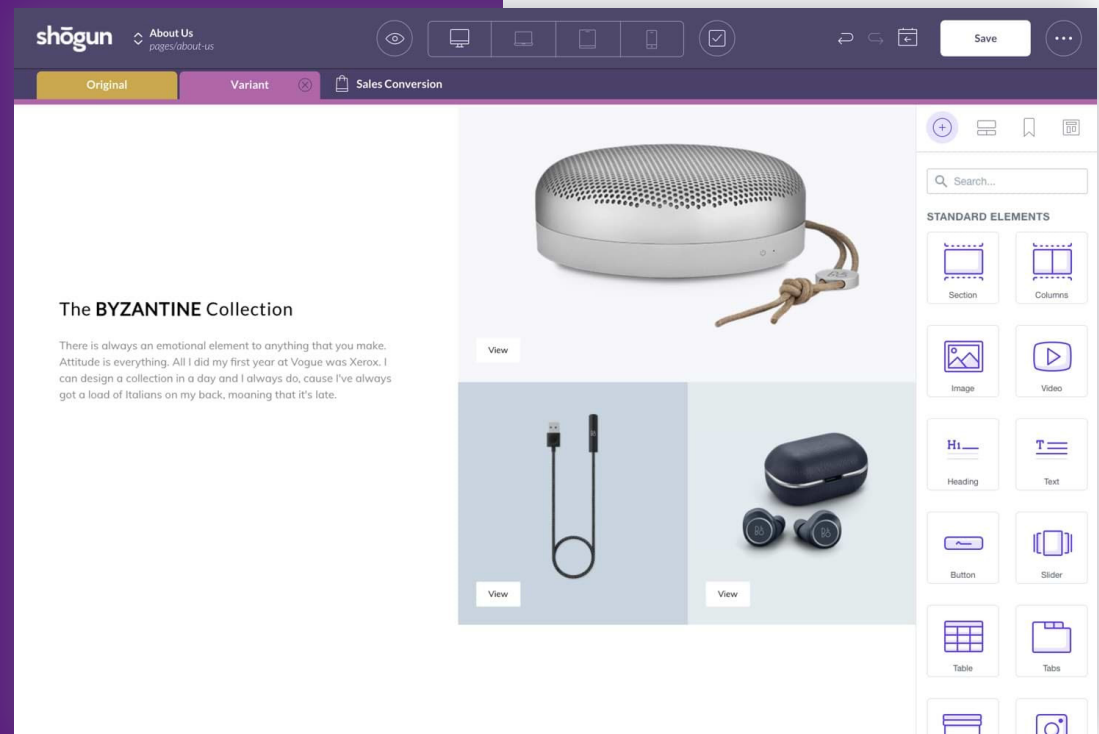 shōgun
About Us
pages/about-us
Save
Original
Variant
Sales Conversion
The BYZANTINE Collection
There is always an emotional element to anything that you make.
Attitude is everything. All I did my first year at Vogue was Xerox. I
can design a collection in a day and I always do, cause I've always
got a load of Italians on my back, moaning that it's late.
View
View
View
Search...
STANDARD ELEMENTS
Section
Columns
Image
Video
H1
Heading
T
Text
Button
Slider
Table
Tabs